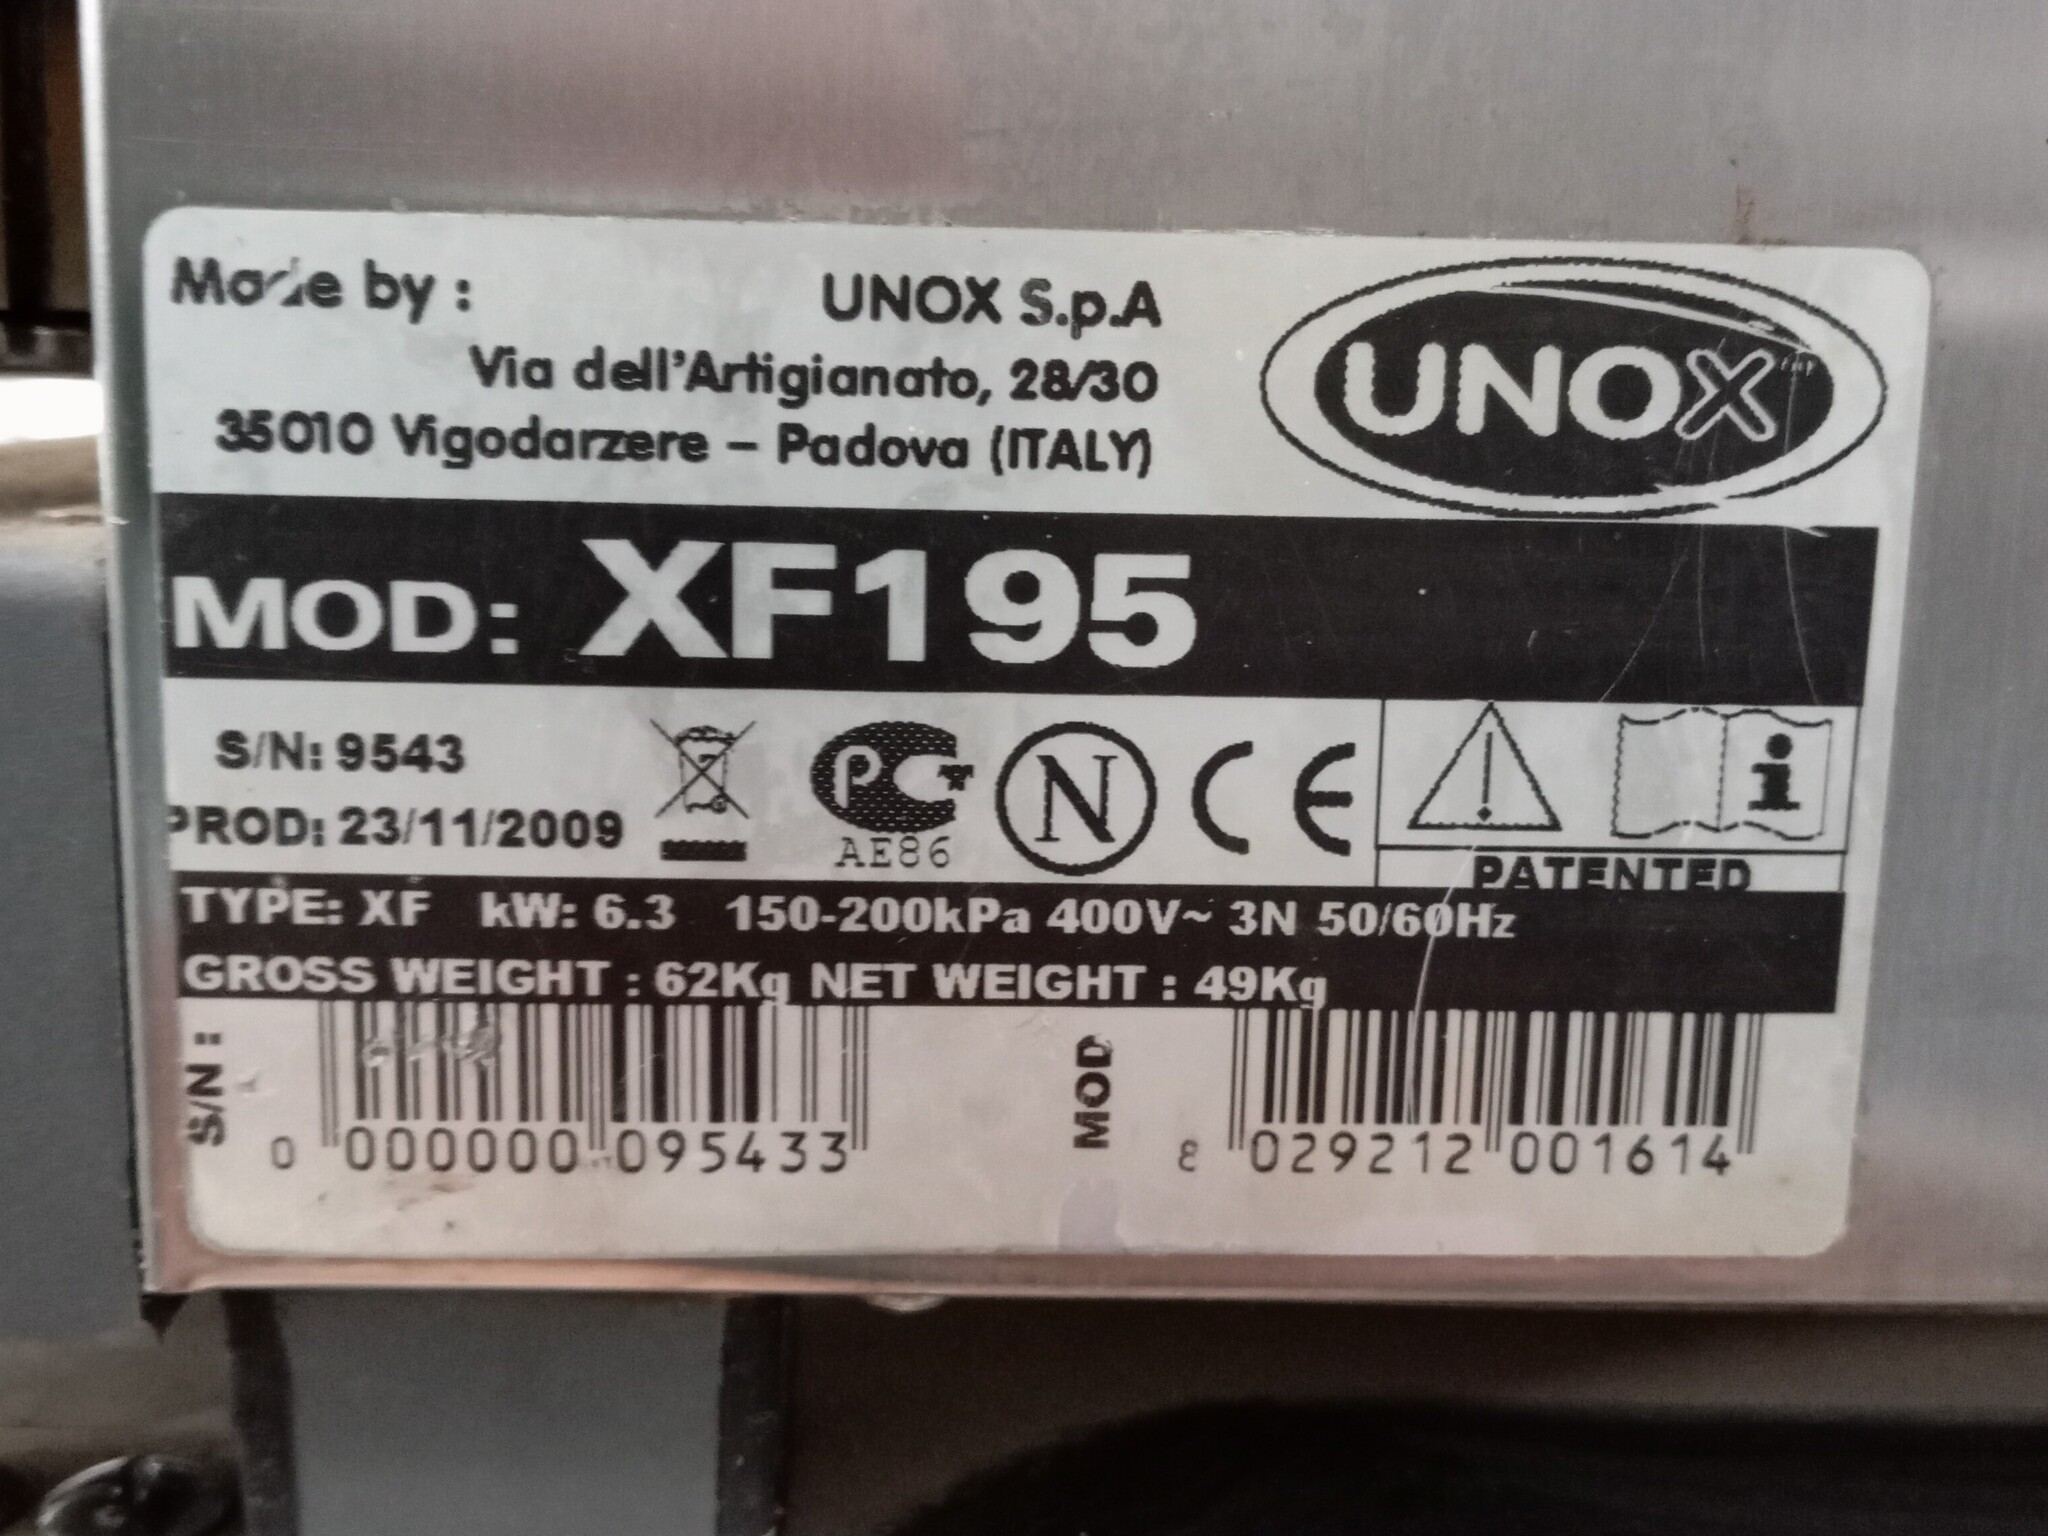 Made by :
UNOX S.p.A
Via dell'Artigianato, 28/30
35010 Vigodarzere – Padova (ITALY)
UNOX
MOD: XF195
S/N: 9543
PROD: 23/11/2009
PCT
AE86
N
CE
i
PATENTED
TYPE: XF kW: 6.3 150-200kPa 400V~ 3N 50/60Hz
GROSS WEIGHT : 62Kg NET WEIGHT : 49Kg
S/N :
0 000000 095433
MOD
8 029212 001614